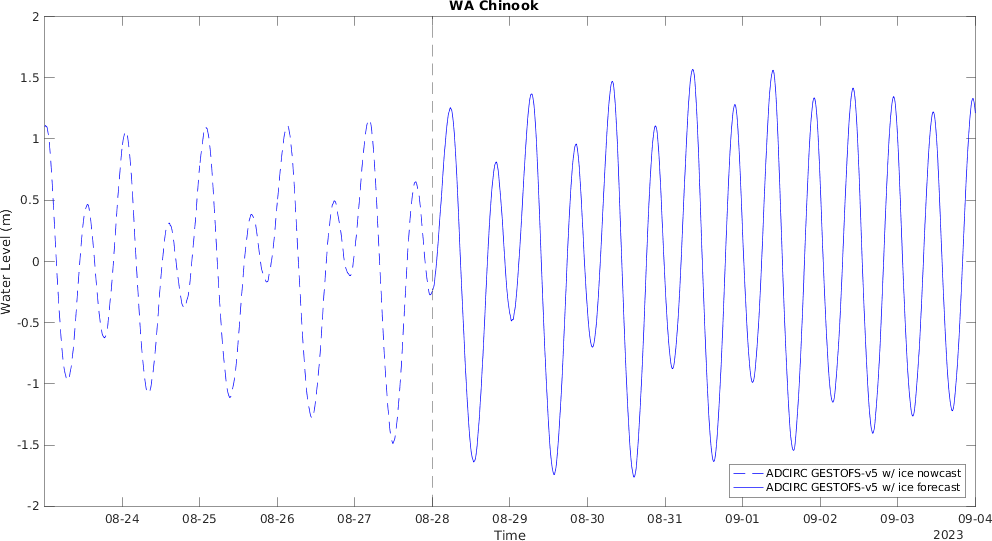 WA Chinook
2
1.5
1
0.5
0
-0.5
-1
-1.5
-2
Water Level (m)
ADCIRC GESTOFS-v5 w/ ice nowcast
ADCIRC GESTOFS-v5 w/ ice forecast
08-24 08-25 08-26 08-27 08-28 08-29 08-30 08-31 09-01 09-02 09-03 09-04
Time
2023